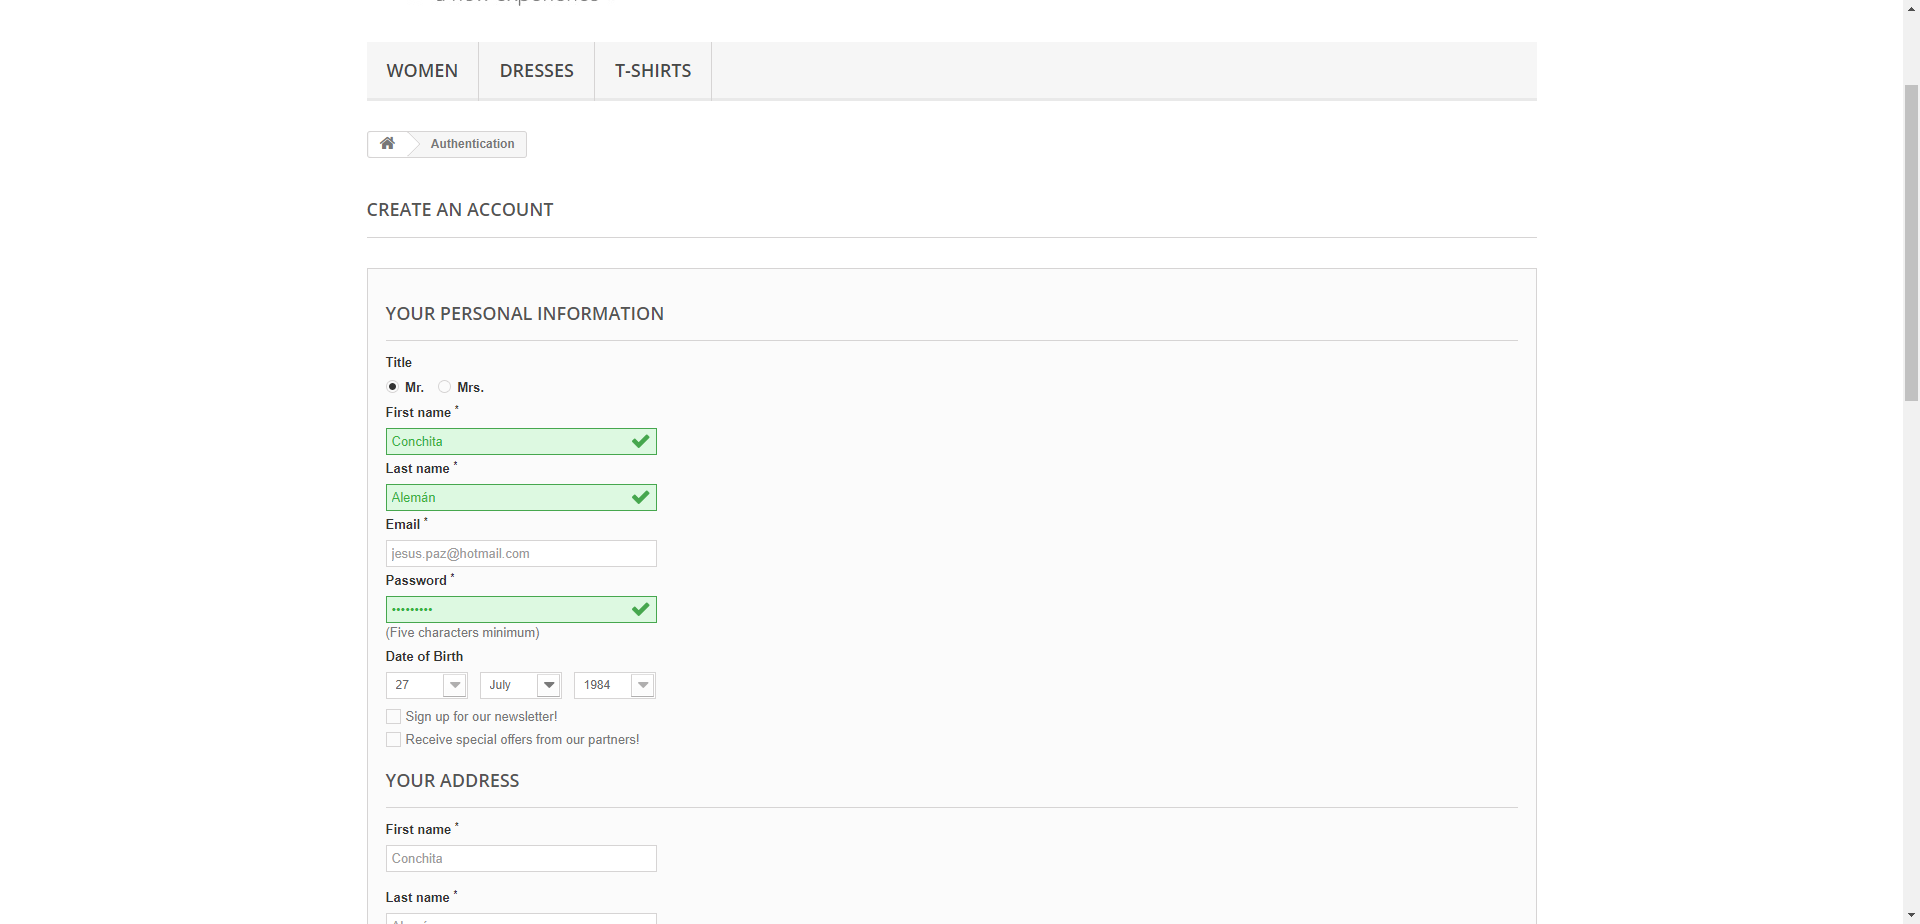 a new experience
WOMEN DRESSES T-SHIRTS
Authentication
CREATE AN ACCOUNT
YOUR PERSONAL INFORMATION
Title
Mr. Mrs.
First name *
Conchita
Last name *
Alemán
Email *
jesus.paz@hotmail.com
Password *
•••••••••
(Five characters minimum)
Date of Birth
27 July 1984
Sign up for our newsletter!
Receive special offers from our partners!
YOUR ADDRESS
First name *
Conchita
Last name *